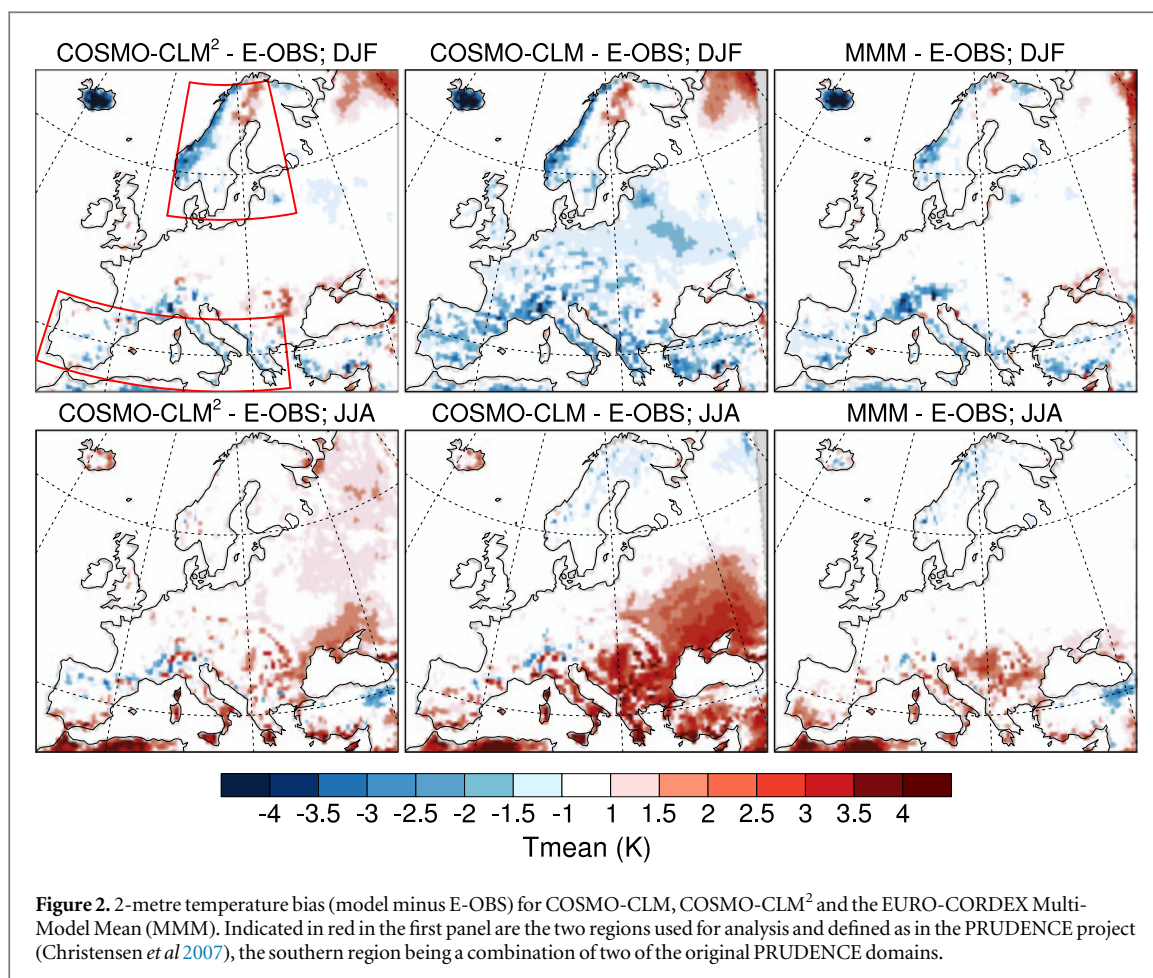 COSMO-CLM² - E-OBS; DJF
COSMO-CLM - E-OBS; DJF
MMM - E-OBS; DJF
COSMO-CLM² - E-OBS; JJA
COSMO-CLM - E-OBS; JJA
MMM - E-OBS; JJA
-4 -3.5 -3 -2.5 -2 -1.5 -1 1 1.5 2 2.5 3 3.5 4
Tmean (K)
Figure 2. 2-metre temperature bias (model minus E-OBS) for COSMO-CLM, COSMO-CLM² and the EURO-CORDEX Multi-
Model Mean (MMM). Indicated in red in the first panel are the two regions used for analysis and defined as in the PRUDENCE project
(Christensen et al 2007), the southern region being a combination of two of the original PRUDENCE domains.